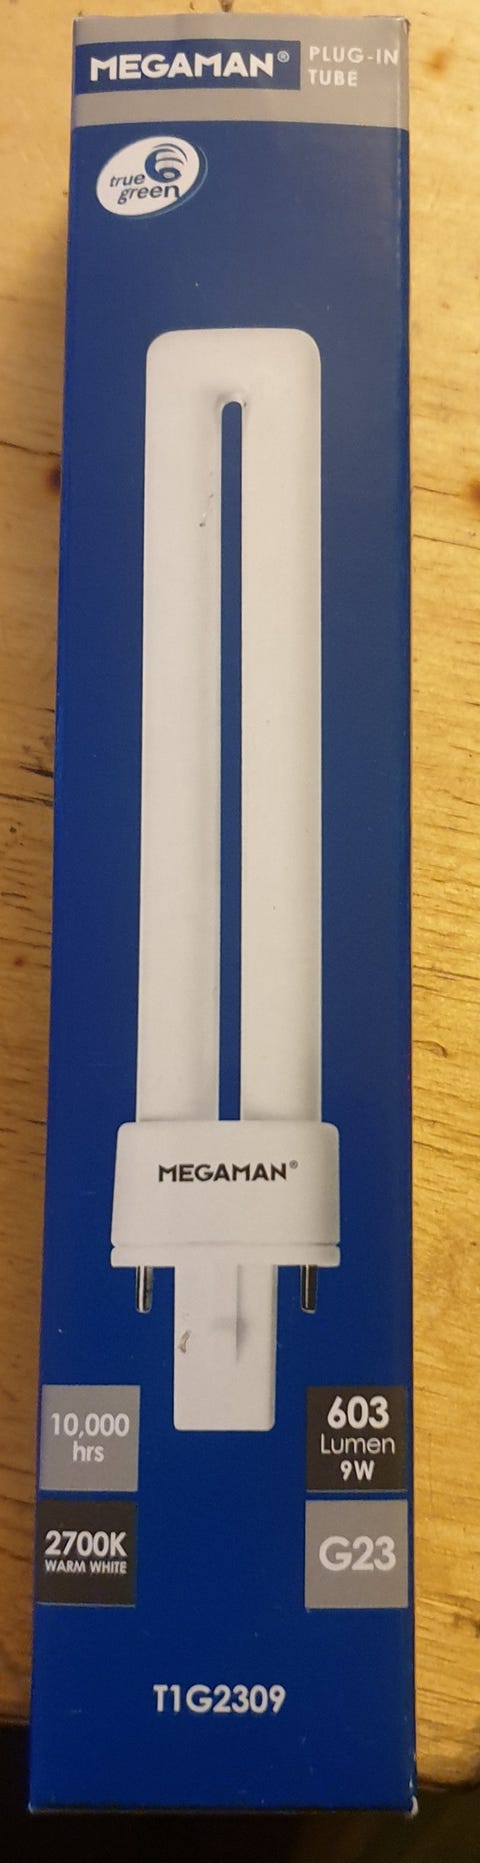 MEGAMAN®
PLUG-IN
TUBE
true
green
MEGAMAN®
10,000
hrs
603
Lumen
9W
2700K
WARM WHITE
G23
T1G2309